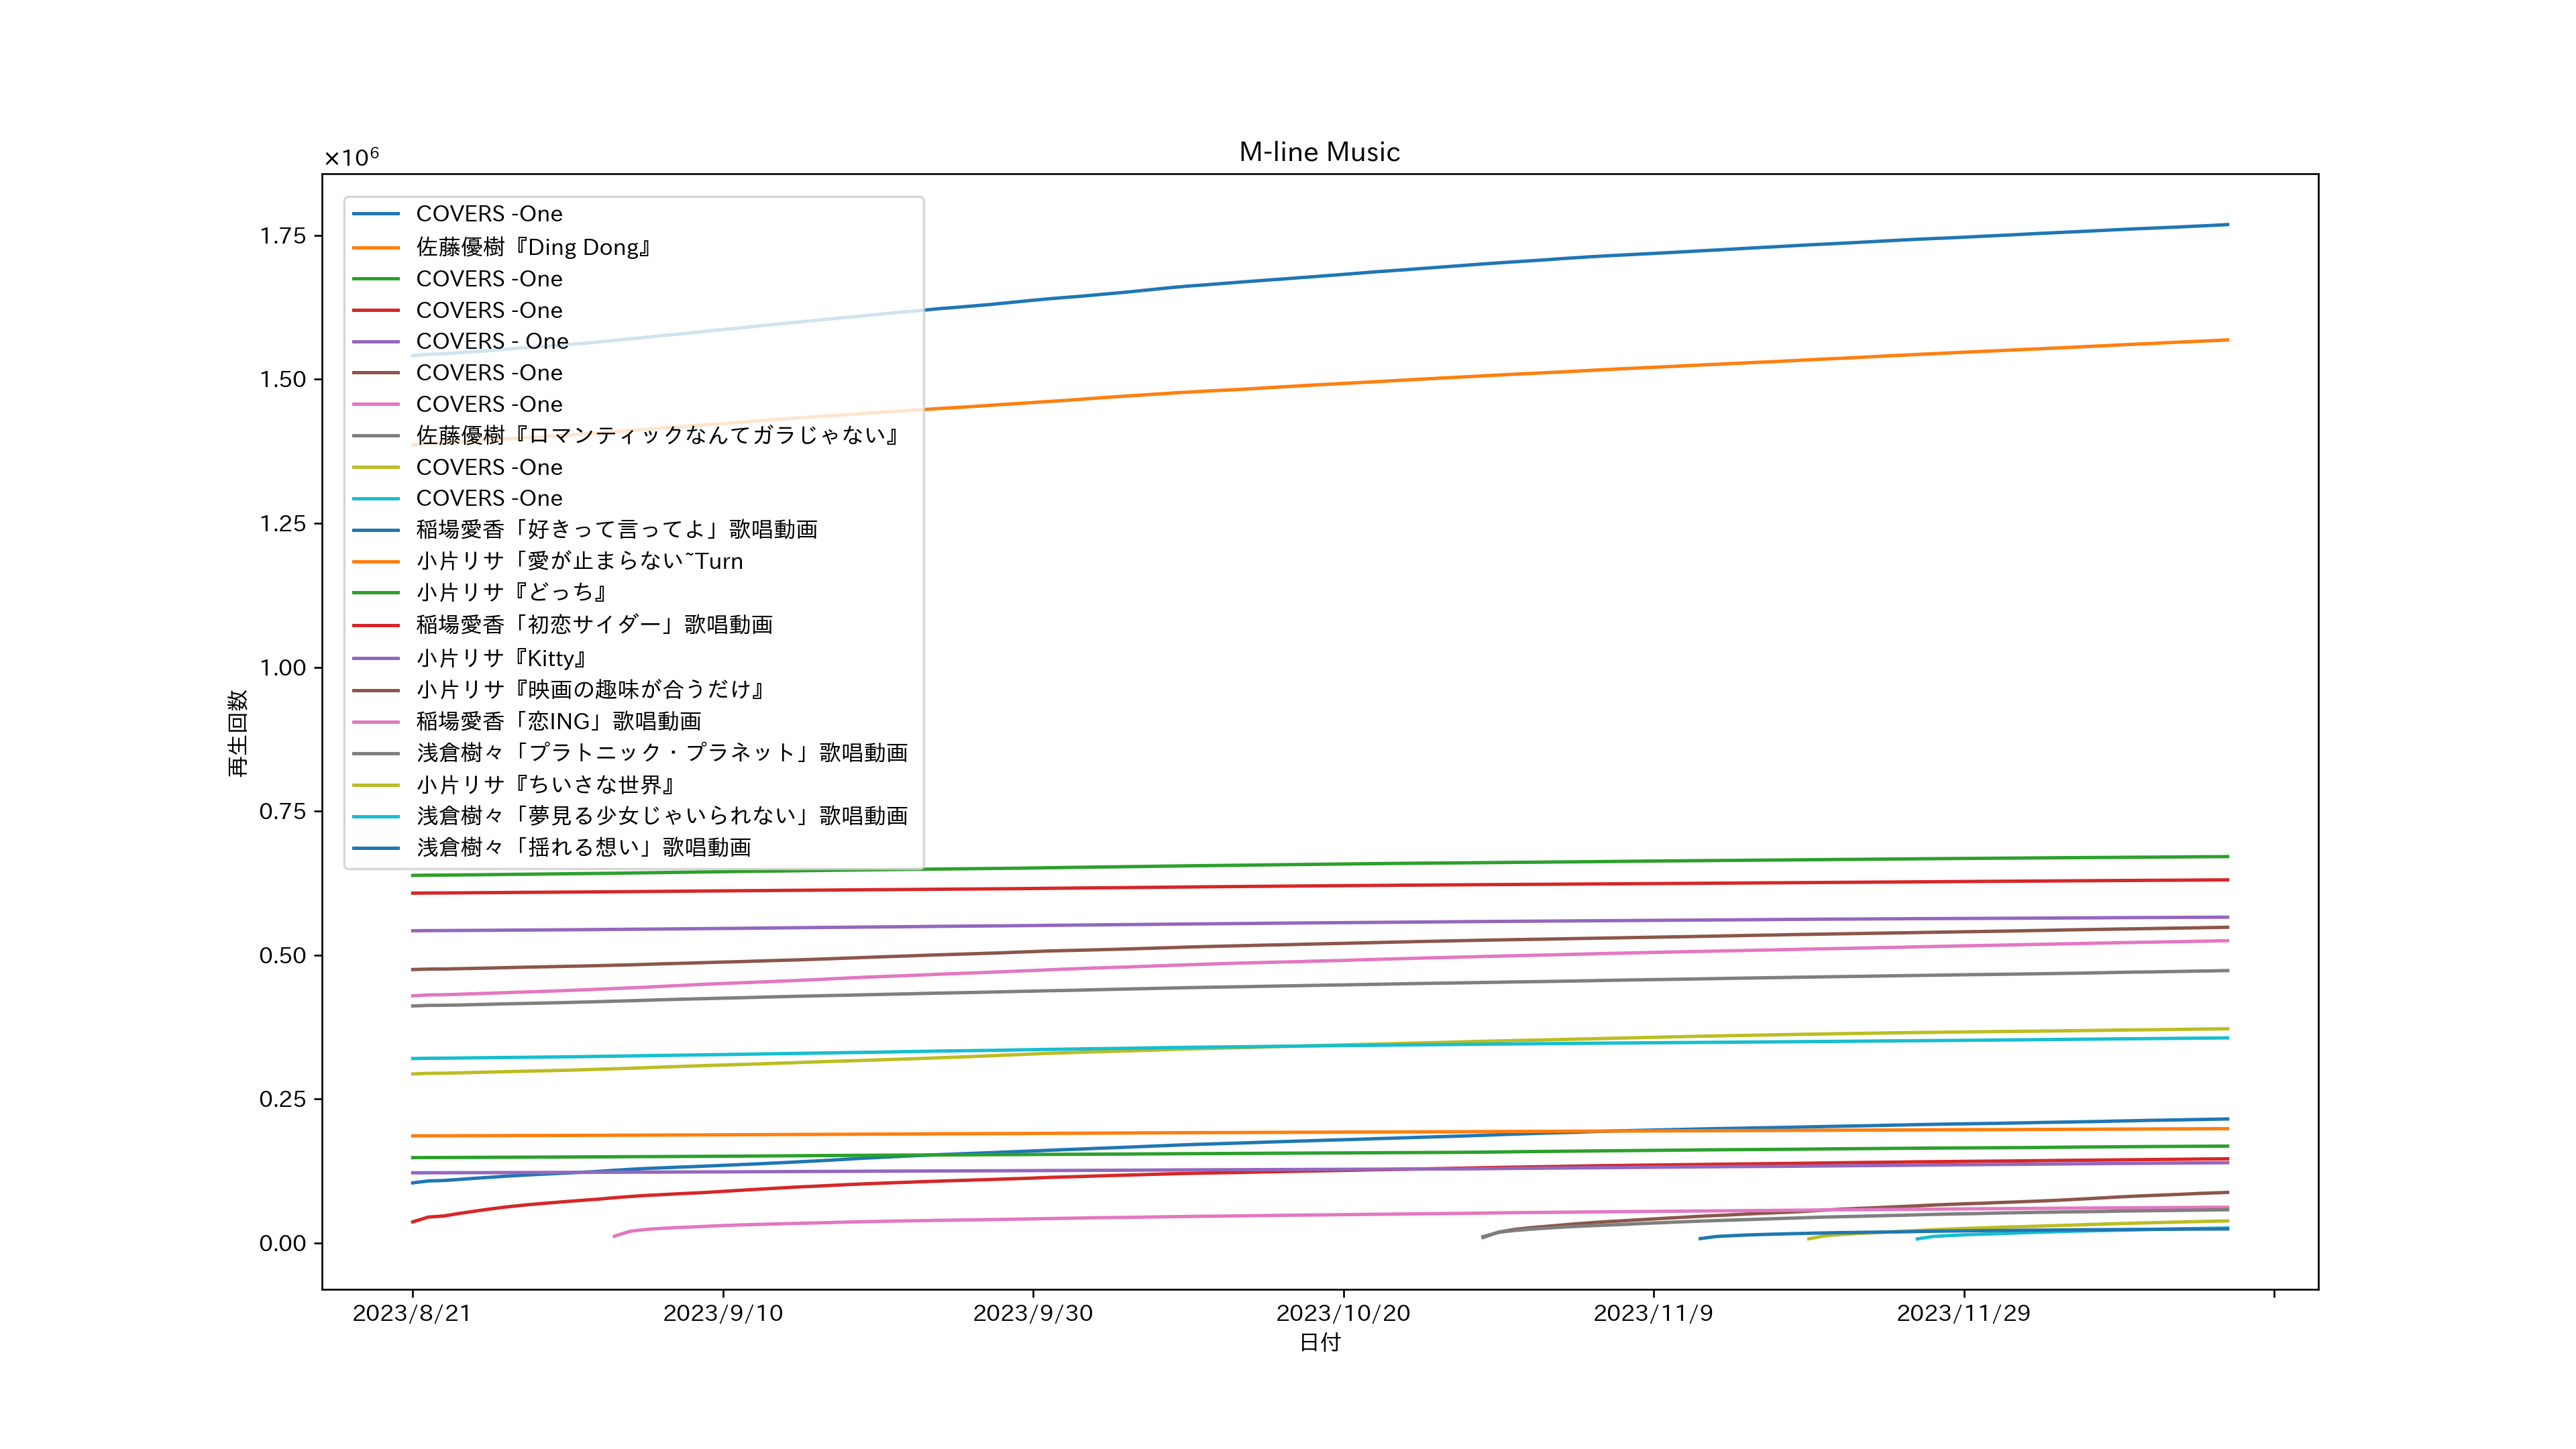 M-line Music
×10⁶
1.75
1.50
1.25
1.00
0.75
0.50
0.25
0.00
再生回数
COVERS -One
佐藤優樹『Ding Dong』
COVERS -One
COVERS -One
COVERS - One
COVERS -One
COVERS -One
佐藤優樹『ロマンティックなんてガラじゃない』
COVERS -One
COVERS -One
稲場愛香「好きって言ってよ」歌唱動画
小片リサ「愛が止まらない~Turn
小片リサ『どっち』
稲場愛香「初恋サイダー」歌唱動画
小片リサ『Kitty』
小片リサ『映画の趣味が合うだけ』
稲場愛香「恋ING」歌唱動画
浅倉樹々「プラトニック・プラネット」歌唱動画
小片リサ『ちいさな世界』
浅倉樹々「夢見る少女じゃいられない」歌唱動画
浅倉樹々「揺れる想い」歌唱動画
2023/8/21
2023/9/10
2023/9/30
2023/10/20
2023/11/9
2023/11/29
日付